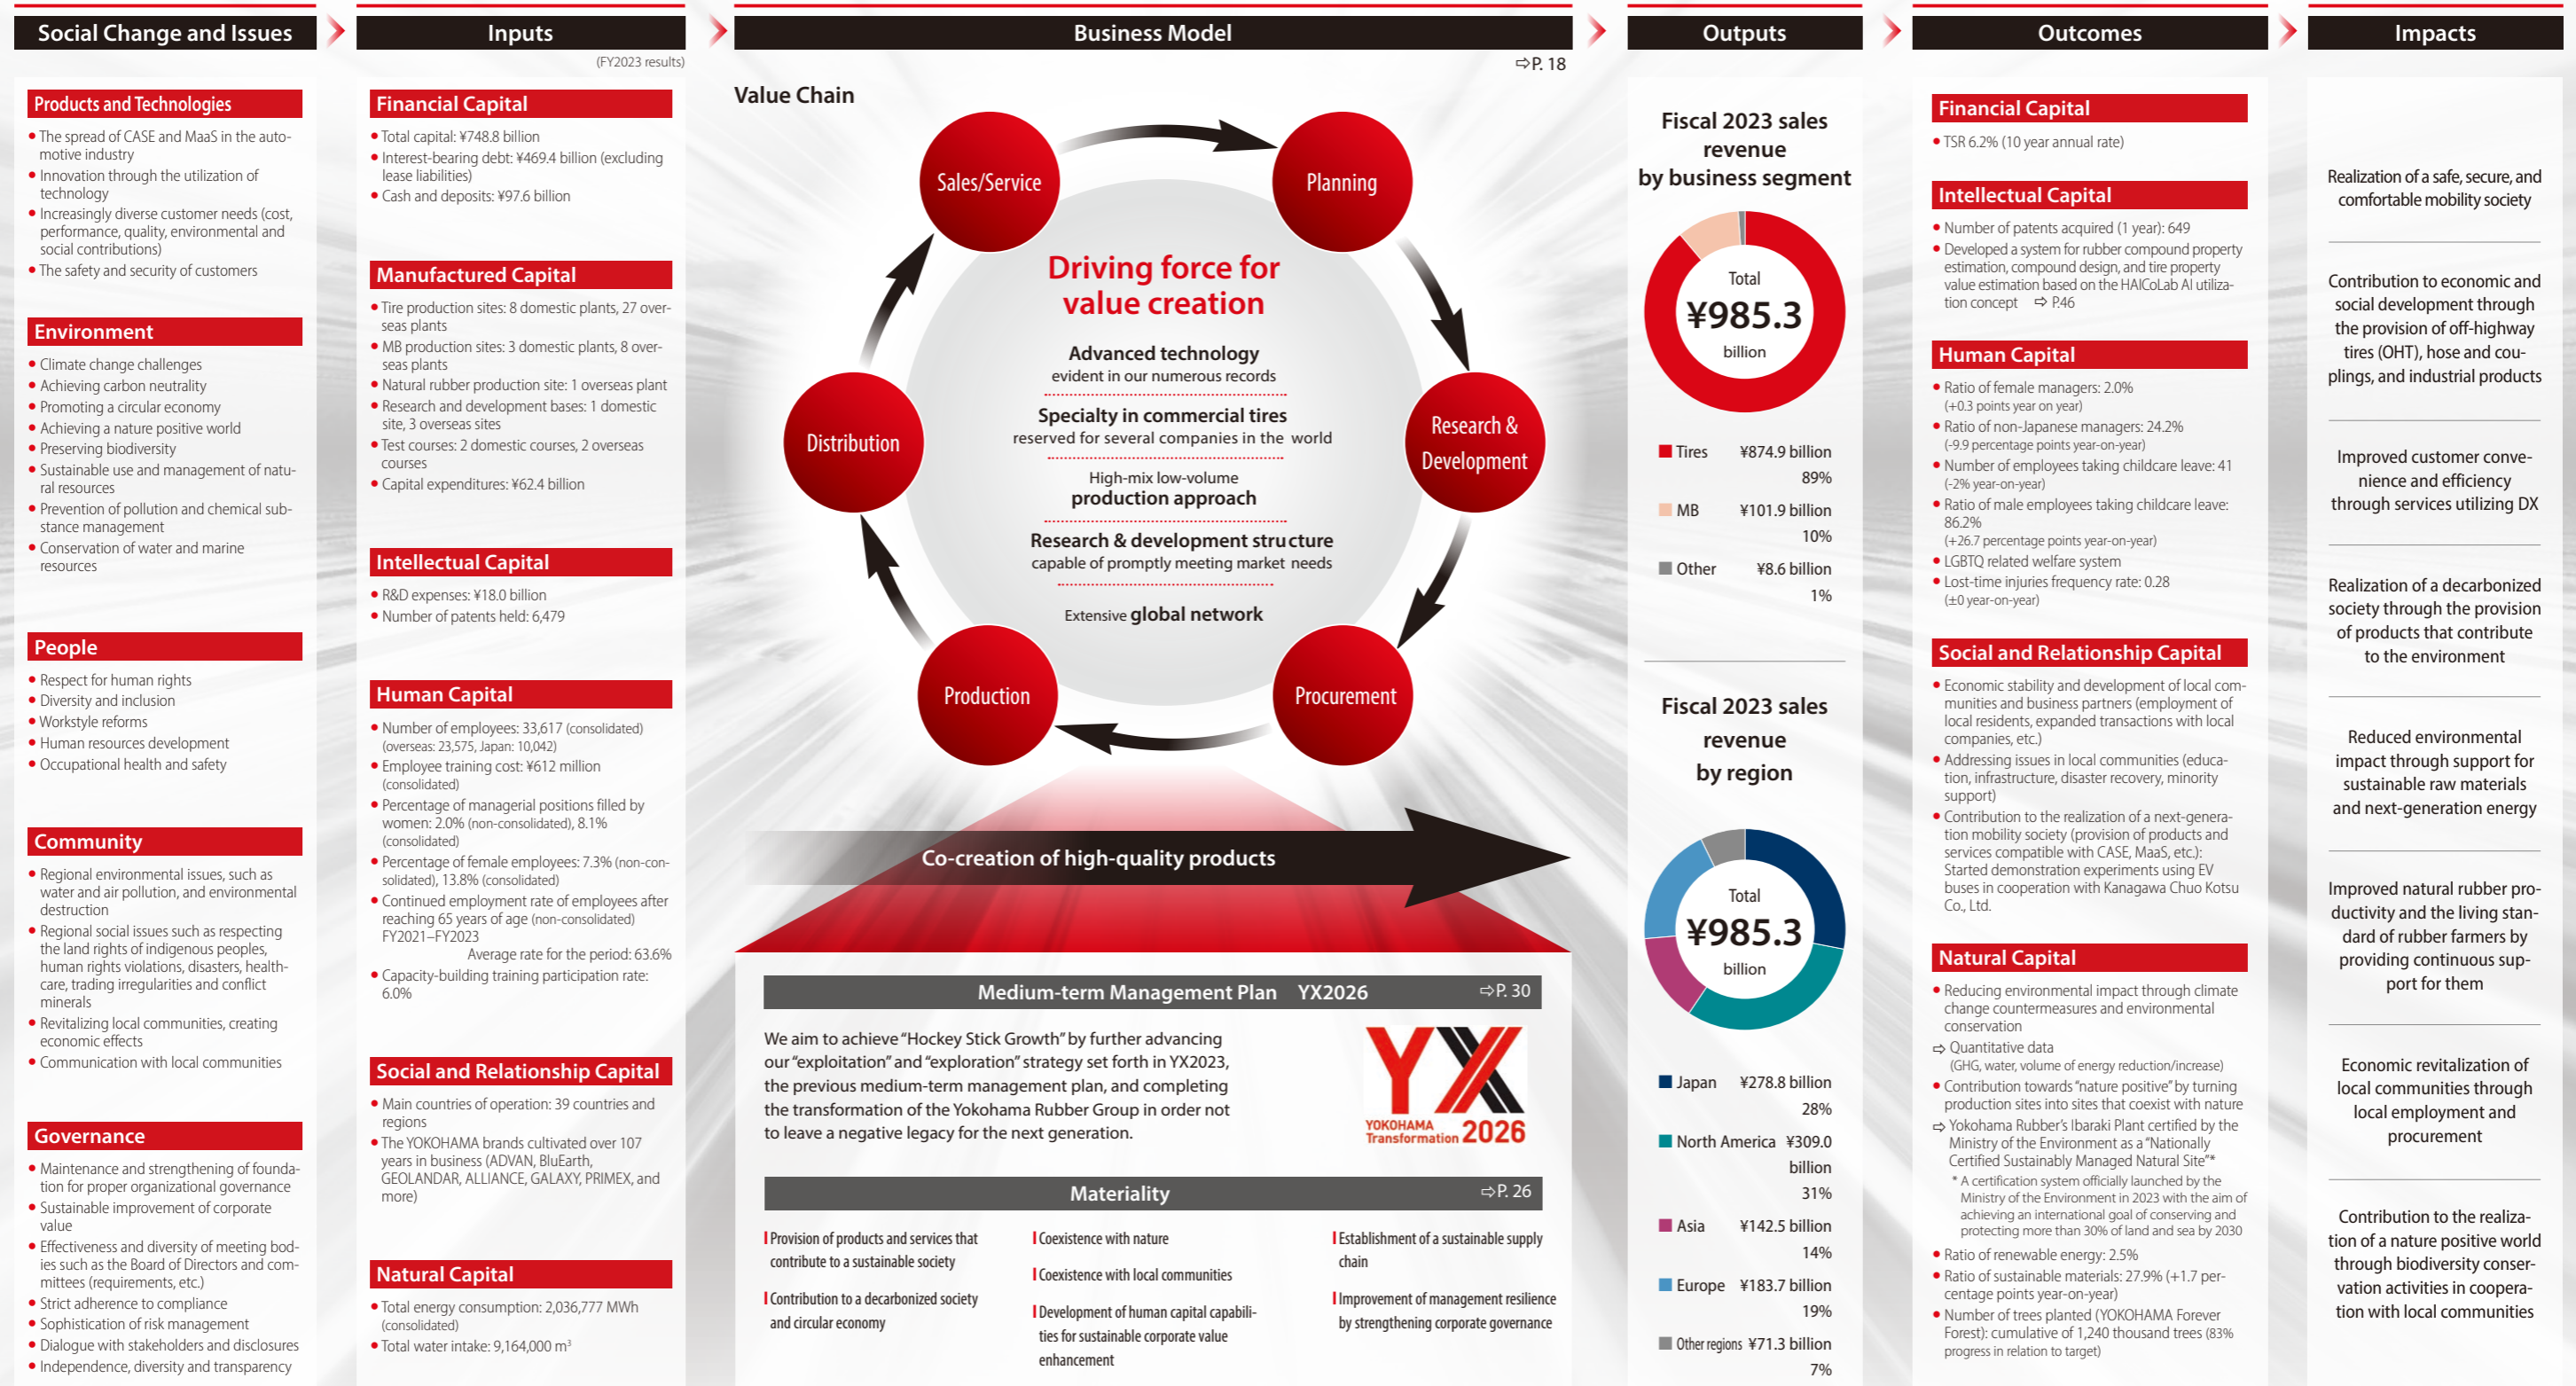 Social Change and Issues
Products and Technologies
• The spread of CASE and MaaS in the auto-
motive industry
• Innovation through the utilization of
technology
• Increasingly diverse customer needs (cost,
performance, quality, environmental and
social contributions)
• The safety and security of customers
Environment
• Climate change challenges
• Achieving carbon neutrality
• Promoting a circular economy
• Achieving a nature positive world
• Preserving biodiversity
• Sustainable use and management of natu-
ral resources
• Prevention of pollution and chemical sub-
stance management
• Conservation of water and marine
resources
People
• Respect for human rights
• Diversity and inclusion
• Workstyle reforms
• Human resources development
• Occupational health and safety
Community
• Regional environmental issues, such as
water and air pollution, and environmental
destruction
• Regional social issues such as respecting
the land rights of indigenous peoples,
human rights violations, disasters, health-
care, trading irregularities and conflict
minerals
• Revitalizing local communities, creating
economic effects
• Communication with local communities
Governance
• Maintenance and strengthening of founda-
tion for proper organizational governance
• Sustainable improvement of corporate
value
• Effectiveness and diversity of meeting bod-
ies such as the Board of Directors and com-
mittees (requirements, etc.)
• Strict adherence to compliance
• Sophistication of risk management
• Dialogue with stakeholders and disclosures
• Independence, diversity and transparency
Inputs
(FY2023 results)
Financial Capital
• Total capital: ¥748.8 billion
• Interest-bearing debt: ¥469.4 billion (excluding
lease liabilities)
• Cash and deposits: ¥97.6 billion
Manufactured Capital
• Tire production sites: 8 domestic plants, 27 over-
seas plants
• MB production sites: 3 domestic plants, 8 over-
seas plants
• Natural rubber production site: 1 overseas plant
• Research and development bases: 1 domestic
site, 3 overseas sites
• Test courses: 2 domestic courses, 2 overseas
courses
• Capital expenditures: ¥62.4 billion
Intellectual Capital
• R&D expenses: ¥18.0 billion
• Number of patents held: 6,479
Human Capital
• Number of employees: 33,617 (consolidated)
(overseas: 23,575, Japan: 10,042)
• Employee training cost: ¥612 million
(consolidated)
• Percentage of managerial positions filled by
women: 2.0% (non-consolidated), 8.1%
(consolidated)
• Percentage of female employees: 7.3% (non-con-
solidated), 13.8% (consolidated)
• Continued employment rate of employees after
reaching 65 years of age (non-consolidated)
FY2021–FY2023
Average rate for the period: 63.6%
• Capacity-building training participation rate:
6.0%
Social and Relationship Capital
• Main countries of operation: 39 countries and
regions
• The YOKOHAMA brands cultivated over 107
years in business (ADVAN, BluEarth,
GEOLANDAR, ALLIANCE, GALAXY, PRIMEX, and
more)
Natural Capital
• Total energy consumption: 2,036,777 MWh
(consolidated)
• Total water intake: 9,164,000 m³
Business Model
⇨P. 18
Value Chain
Sales/Service
Planning
Research &
Development
Procurement
Production
Distribution
Driving force for
value creation
Advanced technology
evident in our numerous records
Specialty in commercial tires
reserved for several companies in the world
High-mix low-volume
production approach
Research & development structure
capable of promptly meeting market needs
Extensive global network
Co-creation of high-quality products
Medium-term Management Plan YX2026 ⇨P. 30
We aim to achieve “Hockey Stick Growth” by further advancing
our “exploitation” and “exploration” strategy set forth in YX2023,
the previous medium-term management plan, and completing
the transformation of the Yokohama Rubber Group in order not
to leave a negative legacy for the next generation.
YX
YOKOHAMA
Transformation 2026
Materiality ⇨P. 26
Provision of products and services that
contribute to a sustainable society
Contribution to a decarbonized society
and circular economy
Coexistence with nature
Coexistence with local communities
Development of human capital capabili-
ties for sustainable corporate value
enhancement
Establishment of a sustainable supply
chain
Improvement of management resilience
by strengthening corporate governance
Outputs
Fiscal 2023 sales
revenue
by business segment
Total
¥985.3
billion
Tires ¥874.9 billion
89%
MB ¥101.9 billion
10%
Other ¥8.6 billion
1%
Fiscal 2023 sales
revenue
by region
Total
¥985.3
billion
Japan ¥278.8 billion
28%
North America ¥309.0
billion
31%
Asia ¥142.5 billion
14%
Europe ¥183.7 billion
19%
Other regions ¥71.3 billion
7%
Outcomes
Financial Capital
• TSR 6.2% (10 year annual rate)
Intellectual Capital
• Number of patents acquired (1 year): 649
• Developed a system for rubber compound property
estimation, compound design, and tire property
value estimation based on the HAICoLab AI utiliza-
tion concept ⇨ P.46
Human Capital
• Ratio of female managers: 2.0%
(+0.3 points year on year)
• Ratio of non-Japanese managers: 24.2%
(-9.9 percentage points year-on-year)
• Number of employees taking childcare leave: 41
(-2% year-on-year)
• Ratio of male employees taking childcare leave:
86.2%
(+26.7 percentage points year-on-year)
• LGBTQ related welfare system
• Lost-time injuries frequency rate: 0.28
(±0 year-on-year)
Social and Relationship Capital
• Economic stability and development of local com-
munities and business partners (employment of
local residents, expanded transactions with local
companies, etc.)
• Addressing issues in local communities (educa-
tion, infrastructure, disaster recovery, minority
support)
• Contribution to the realization of a next-genera-
tion mobility society (provision of products and
services compatible with CASE, MaaS, etc.):
Started demonstration experiments using EV
buses in cooperation with Kanagawa Chuo Kotsu
Co., Ltd.
Natural Capital
• Reducing environmental impact through climate
change countermeasures and environmental
conservation
⇨ Quantitative data
(GHG, water, volume of energy reduction/increase)
• Contribution towards “nature positive” by turning
production sites into sites that coexist with nature
⇨ Yokohama Rubber’s Ibaraki Plant certified by the
Ministry of the Environment as a “Nationally
Certified Sustainably Managed Natural Site”*
* A certification system officially launched by the
Ministry of the Environment in 2023 with the aim of
achieving an international goal of conserving and
protecting more than 30% of land and sea by 2030
• Ratio of renewable energy: 2.5%
• Ratio of sustainable materials: 27.9% (+1.7 per-
centage points year-on-year)
• Number of trees planted (YOKOHAMA Forever
Forest): cumulative of 1,240 thousand trees (83%
progress in relation to target)
Impacts
Realization of a safe, secure, and
comfortable mobility society
Contribution to economic and
social development through
the provision of off-highway
tires (OHT), hose and cou-
plings, and industrial products
Improved customer conve-
nience and efficiency
through services utilizing DX
Realization of a decarbonized
society through the provision
of products that contribute
to the environment
Reduced environmental
impact through support for
sustainable raw materials
and next-generation energy
Improved natural rubber pro-
ductivity and the living stan-
dard of rubber farmers by
providing continuous sup-
port for them
Economic revitalization of
local communities through
local employment and
procurement
Contribution to the realiza-
tion of a nature positive world
through biodiversity conser-
vation activities in coopera-
tion with local communities